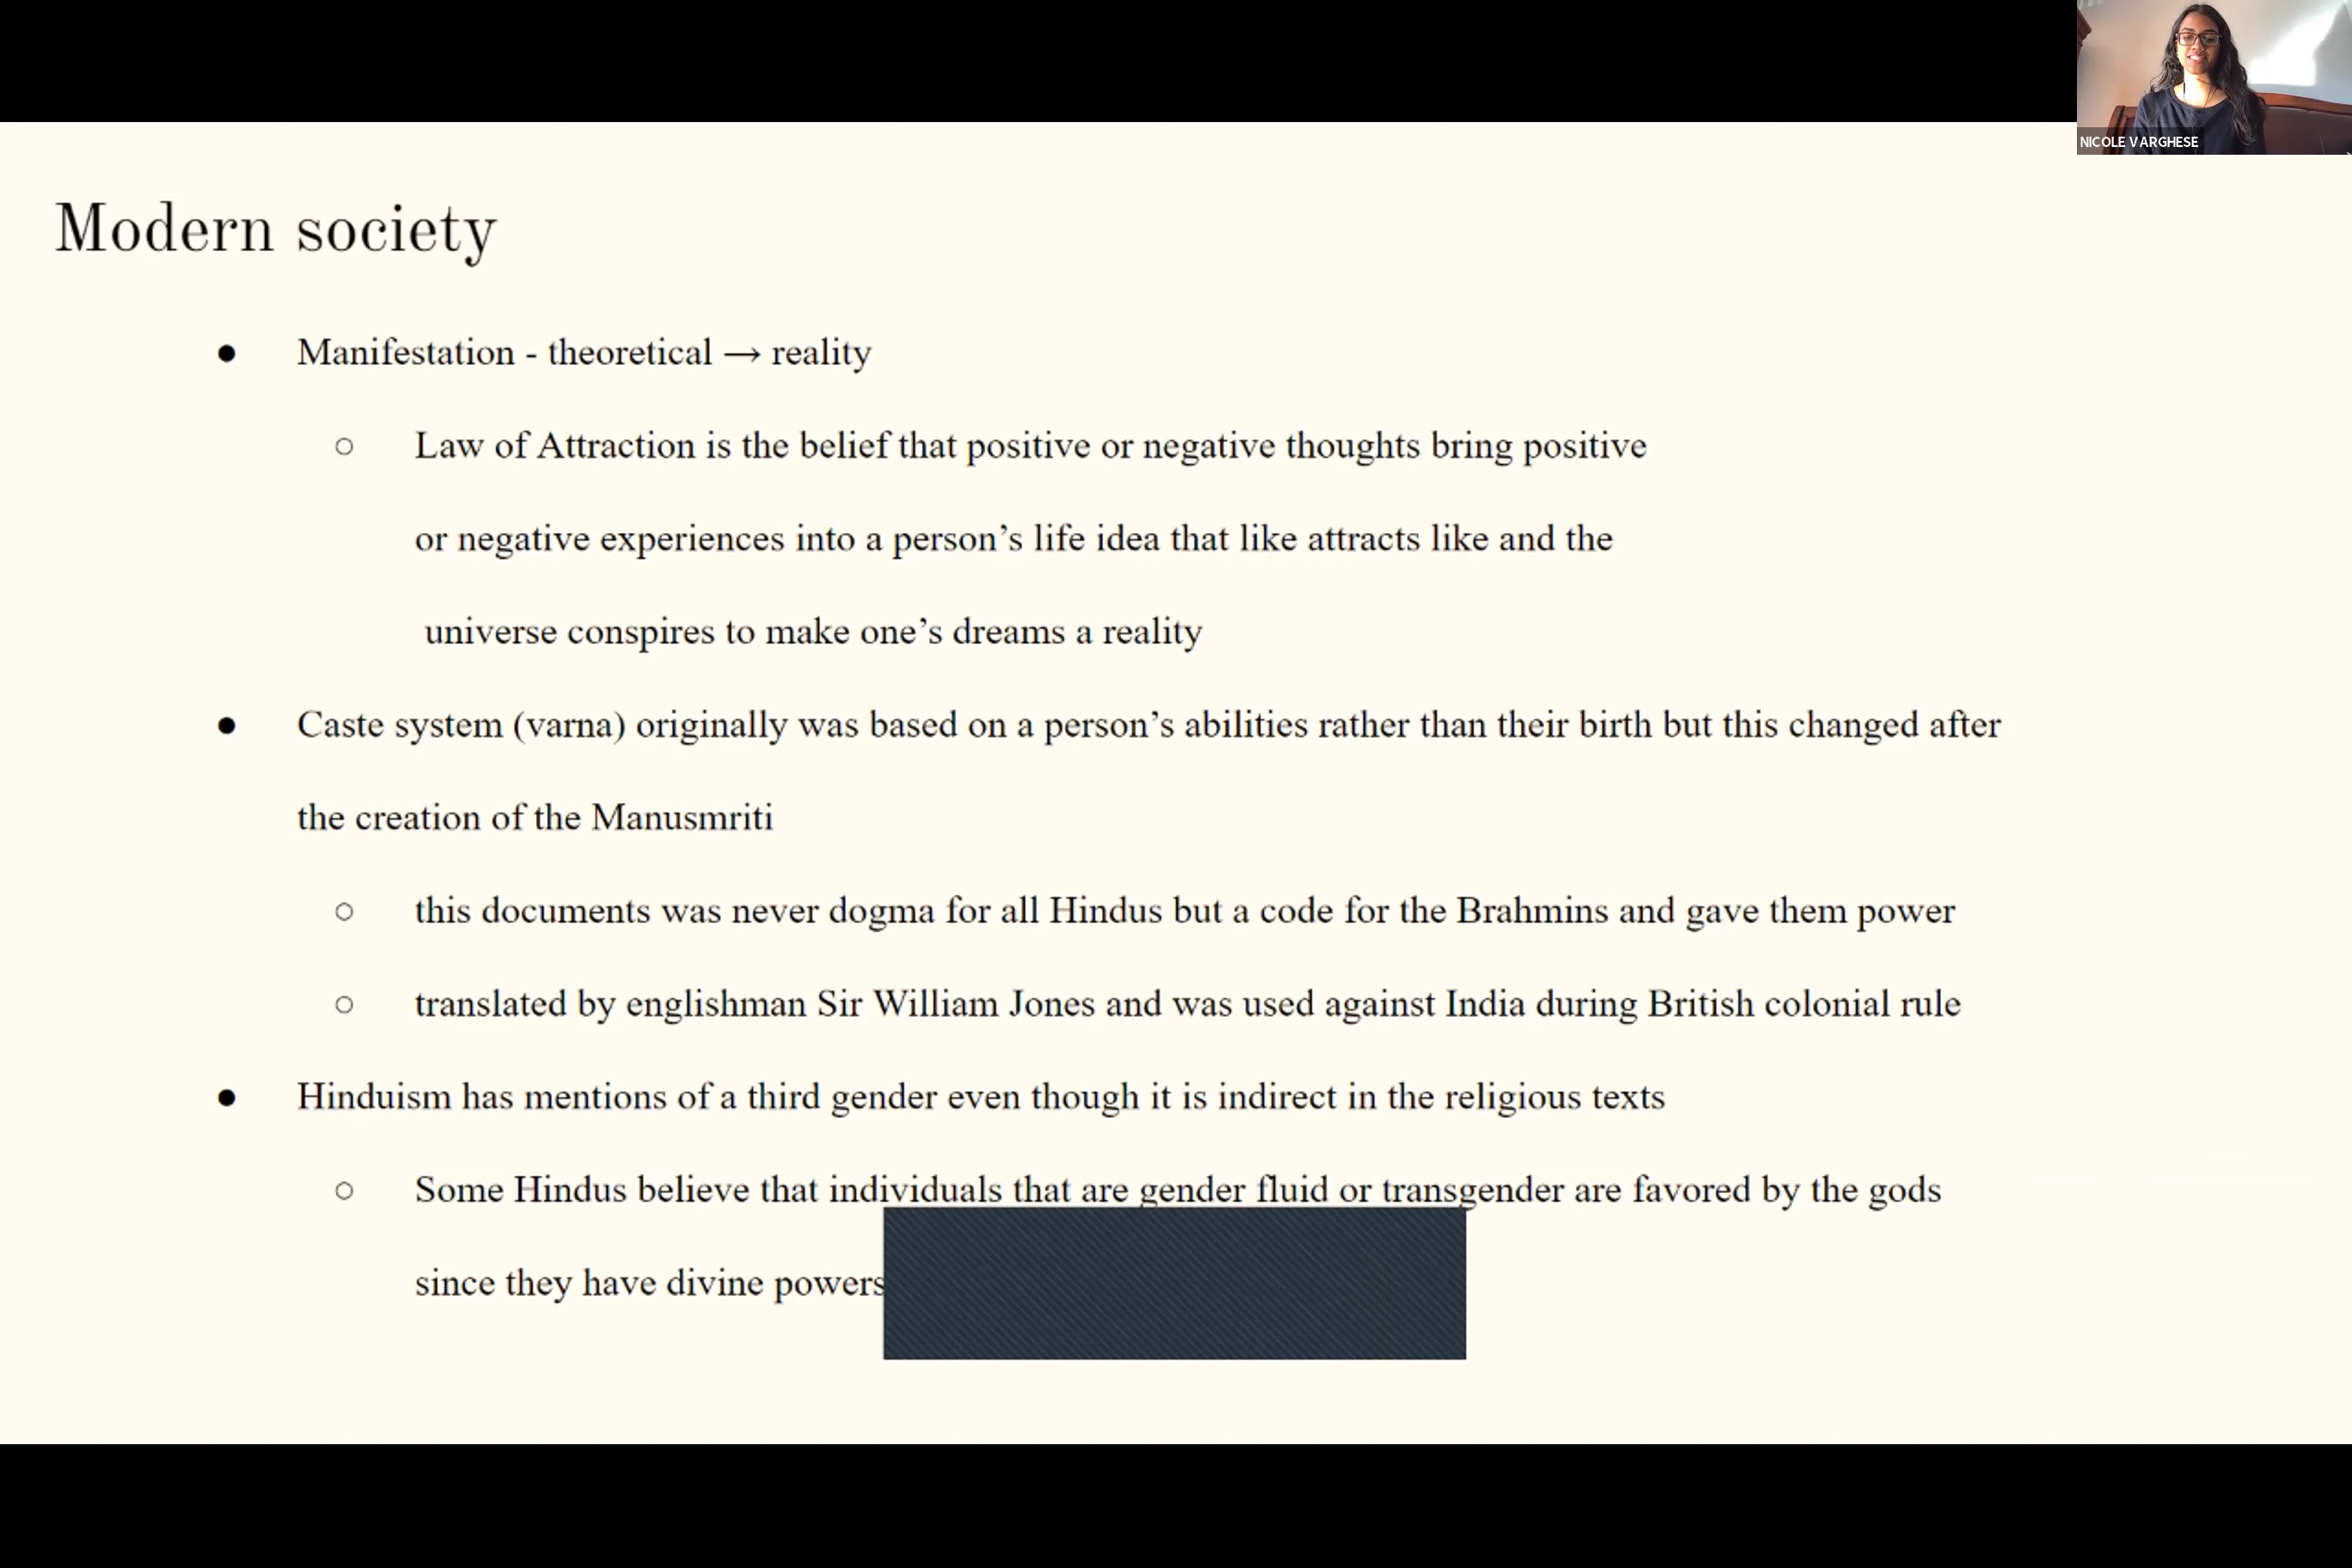 NICOLE VARGHESE
Modern society
● Manifestation - theoretical → reality
○ Law of Attraction is the belief that positive or negative thoughts bring positive
or negative experiences into a person’s life idea that like attracts like and the
universe conspires to make one’s dreams a reality
● Caste system (varna) originally was based on a person’s abilities rather than their birth but this changed after
the creation of the Manusmriti
○ this documents was never dogma for all Hindus but a code for the Brahmins and gave them power
○ translated by englishman Sir William Jones and was used against India during British colonial rule
● Hinduism has mentions of a third gender even though it is indirect in the religious texts
○ Some Hindus believe that individuals that are gender fluid or transgender are favored by the gods
since they have divine powers